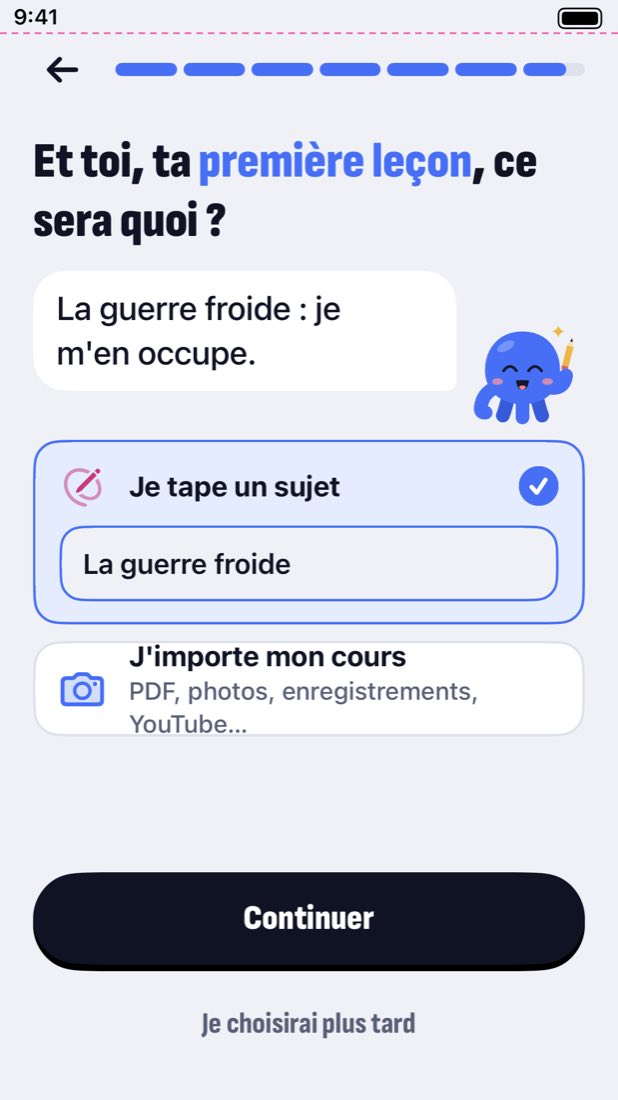 9:41
Et toi, ta première leçon, ce
sera quoi ?
La guerre froide : je
m'en occupe.
Je tape un sujet
La guerre froide
J'importe mon cours
PDF, photos, enregistrements,
YouTube...
Continuer
Je choisirai plus tard